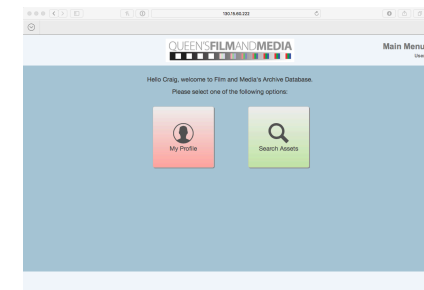 130.15.60.222
QUEEN'SFILMANDMEDIA
Main Menu
User
Hello Craig, welcome to Film and Media's Archive Database.
Please select one of the following options:
My Profile
Search Assets